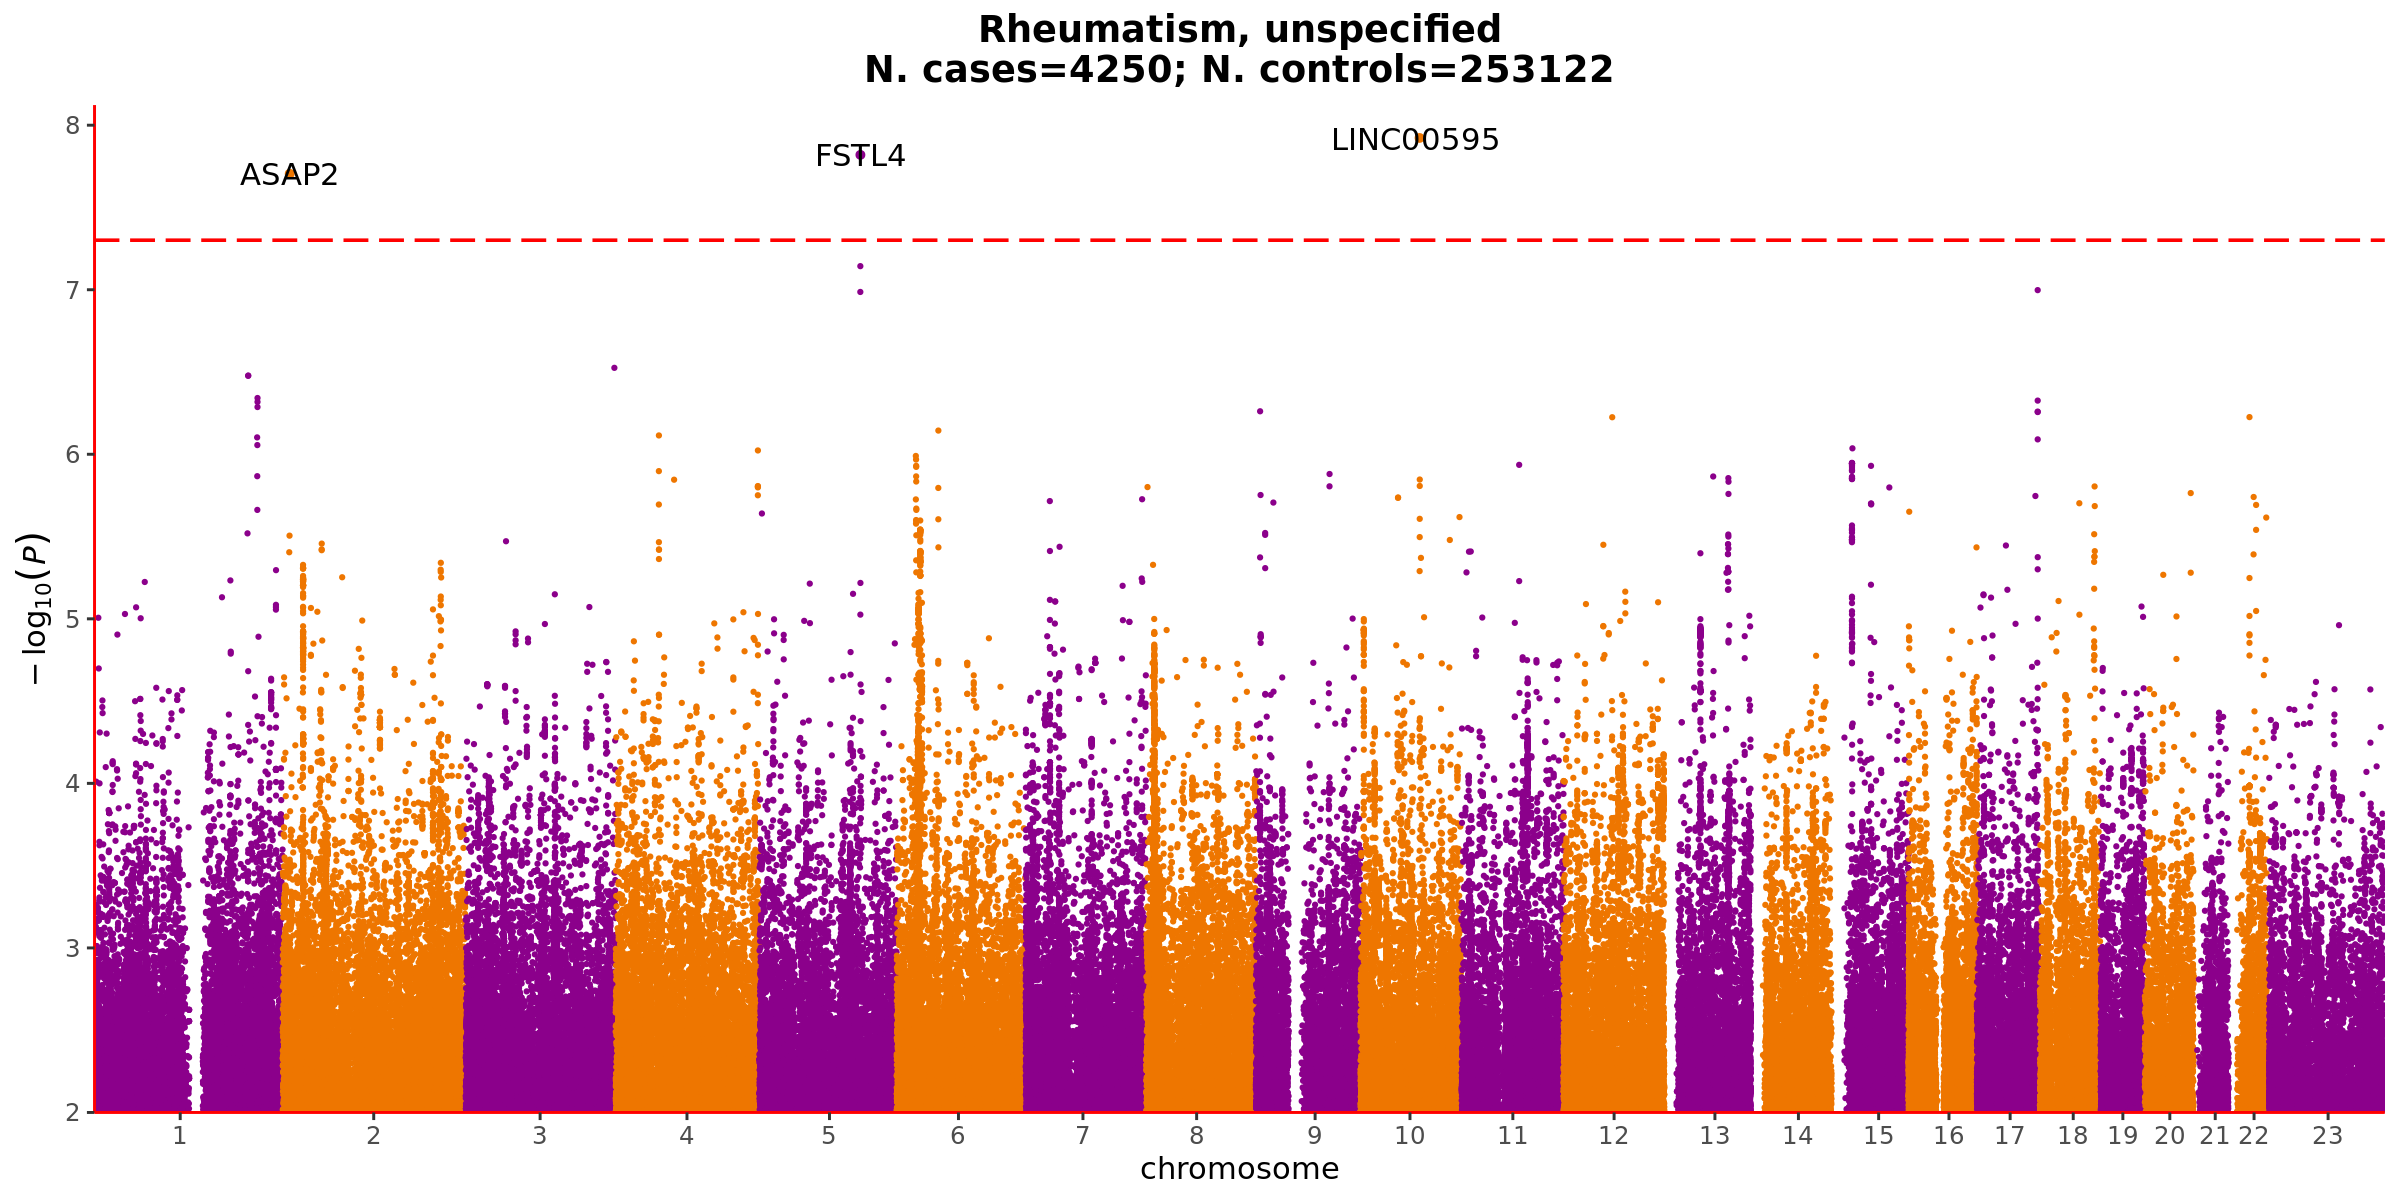 Rheumatism, unspecified
N. cases=4250; N. controls=253122
8
7
6
5
4
3
2
− log10(P)
ASAP2
FSTL4
LINC00595
1 2 3 4 5 6 7 8 9 10 11 12 13 14 15 16 17 18 19 20 21 22 23
chromosome